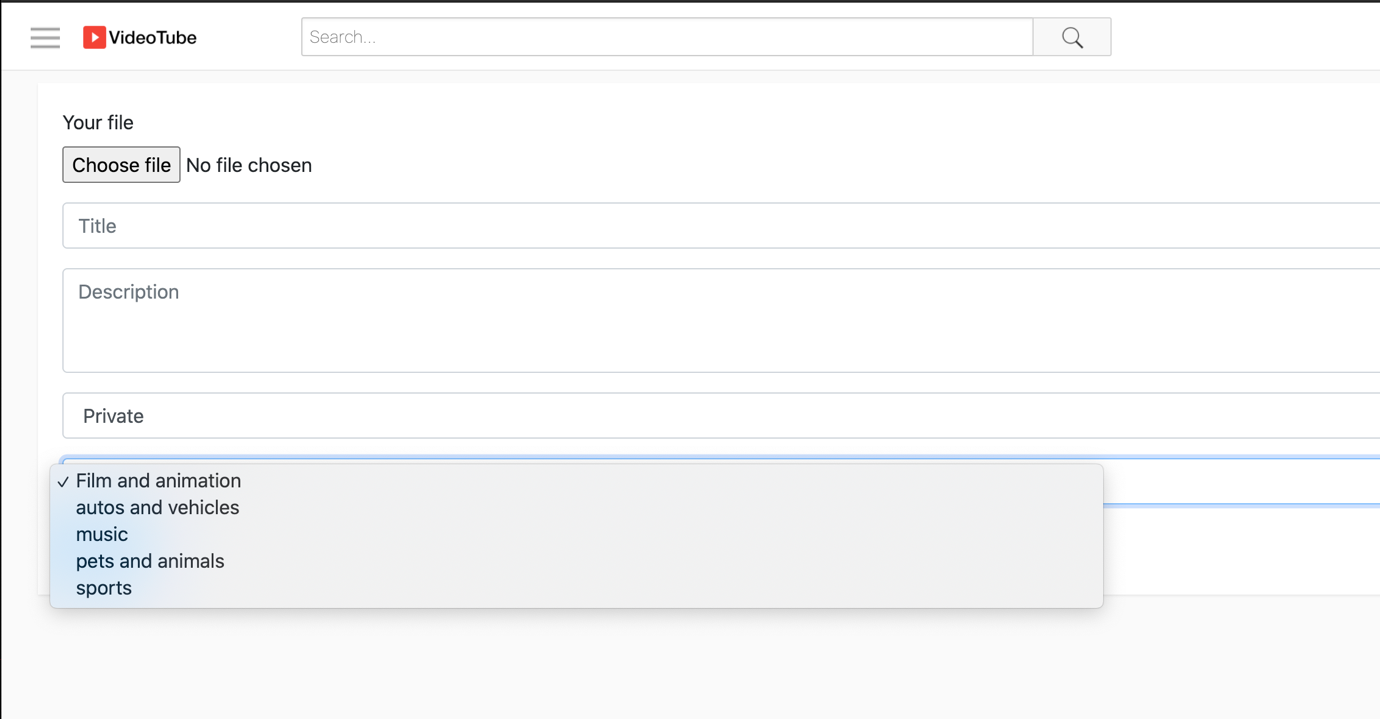 VideoTube
Search...
Your file
Choose file No file chosen
Title
Description
Private
✓ Film and animation
autos and vehicles
music
pets and animals
sports